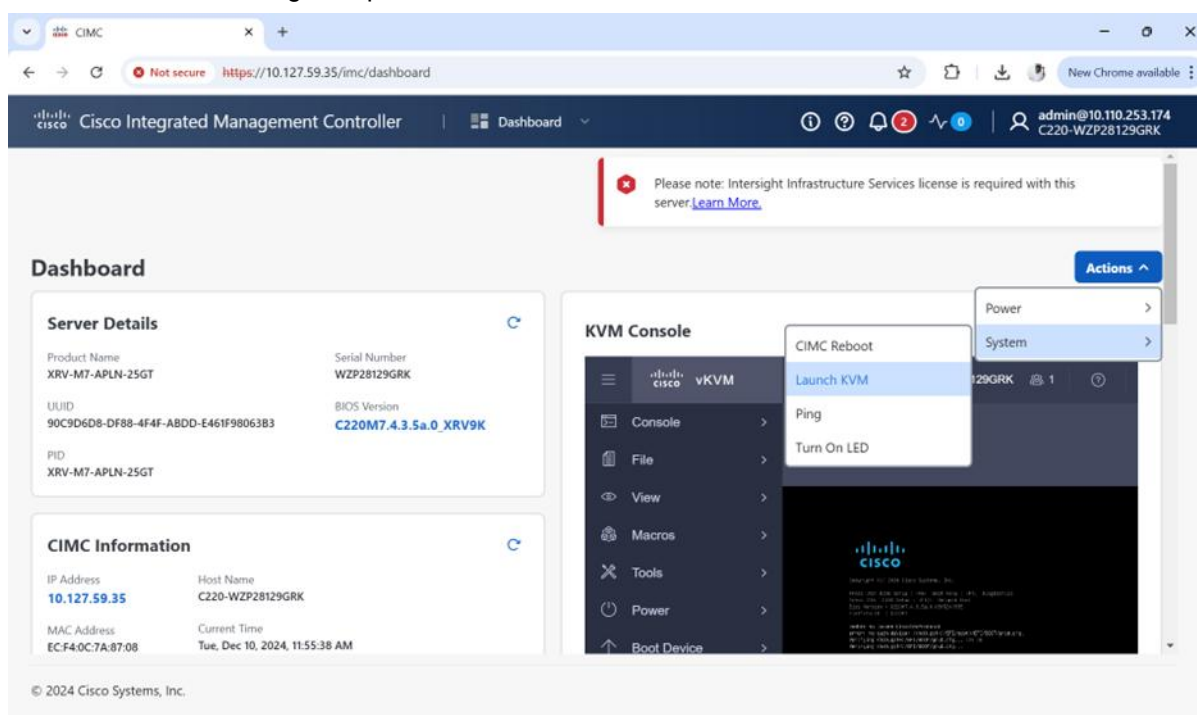 CIMC
Not secure https://10.127.59.35/imc/dashboard
New Chrome available
cisco Cisco Integrated Management Controller
Dashboard
2
0
admin@10.110.253.174
C220-WZP28129GRK
Please note: Intersight Infrastructure Services license is required with this
server.Learn More.
Dashboard
Actions
Power
System
CIMC Reboot
Launch KVM
Ping
Turn On LED
Server Details
Product Name
XRV-M7-APLN-25GT
Serial Number
WZP28129GRK
UUID
90C9D6D8-DF88-4F4F-ABDD-E461F98063B3
BIOS Version
C220M7.4.3.5a.0_XRV9K
PID
XRV-M7-APLN-25GT
CIMC Information
IP Address
10.127.59.35
Host Name
C220-WZP28129GRK
MAC Address
EC:F4:0C:7A:87:08
Current Time
Tue, Dec 10, 2024, 11:55:38 AM
KVM Console
cisco vKVM
129GRK 1
Console
File
View
Macros
Tools
Power
Boot Device
CISCO
© 2024 Cisco Systems, Inc.